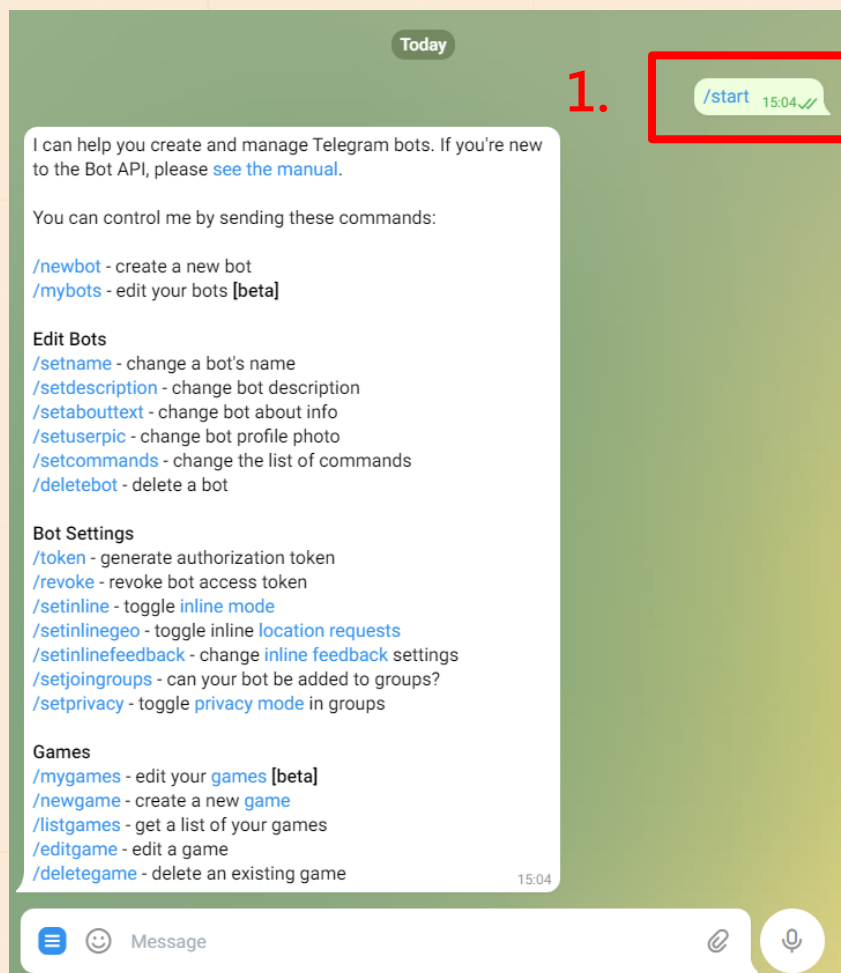 Today
1.
/start 15:04
I can help you create and manage Telegram bots. If you're new
to the Bot API, please see the manual.
You can control me by sending these commands:
/newbot - create a new bot
/mybots - edit your bots [beta]
Edit Bots
/setname - change a bot's name
/setdescription - change bot description
/setabouttext - change bot about info
/setuserpic - change bot profile photo
/setcommands - change the list of commands
/deletebot - delete a bot
Bot Settings
/token - generate authorization token
/revoke - revoke bot access token
/setinline - toggle inline mode
/setinlinegeo - toggle inline location requests
/setinlinefeedback - change inline feedback settings
/setjoingroups - can your bot be added to groups?
/setprivacy - toggle privacy mode in groups
Games
/mygames - edit your games [beta]
/newgame - create a new game
/listgames - get a list of your games
/editgame - edit a game
/deletegame - delete an existing game
15:04
Message